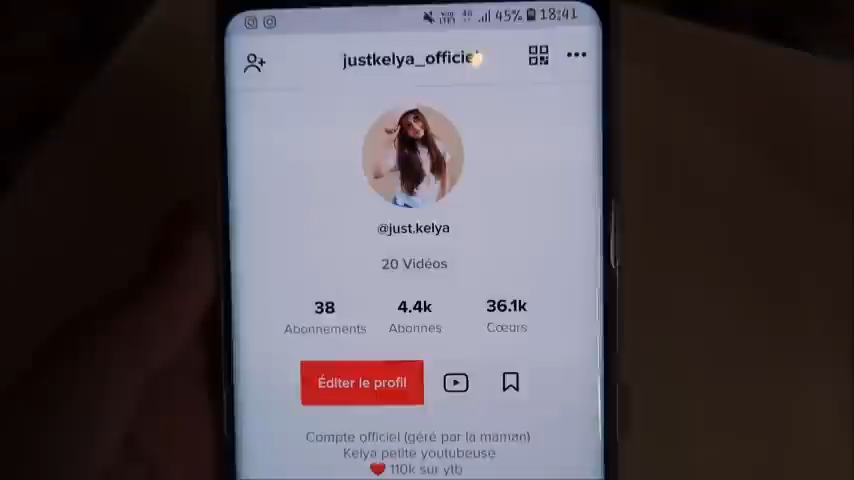 45% 18:41
justkelya_officiel
@just.kelya
20 Vidéos
38 4.4k 36.1k
Abonnements Abonnés Cœurs
Éditer le profil
Compte officiel (géré par la maman)
Kelya petite youtubeuse
❤️ 110k sur ytb